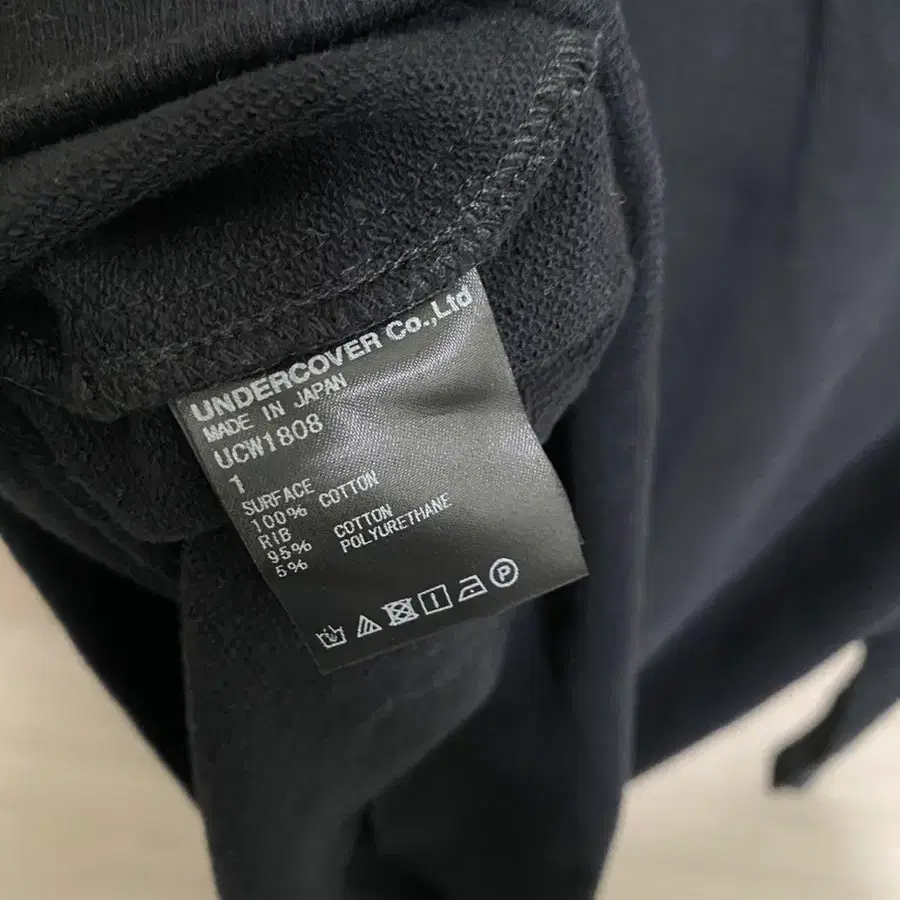 UNDERCOVER Co.,Ltd
MADE IN JAPAN
UCW1808
1
SURFACE
100% COTTON
RIB
95% COTTON
5% POLYURETHANE
P